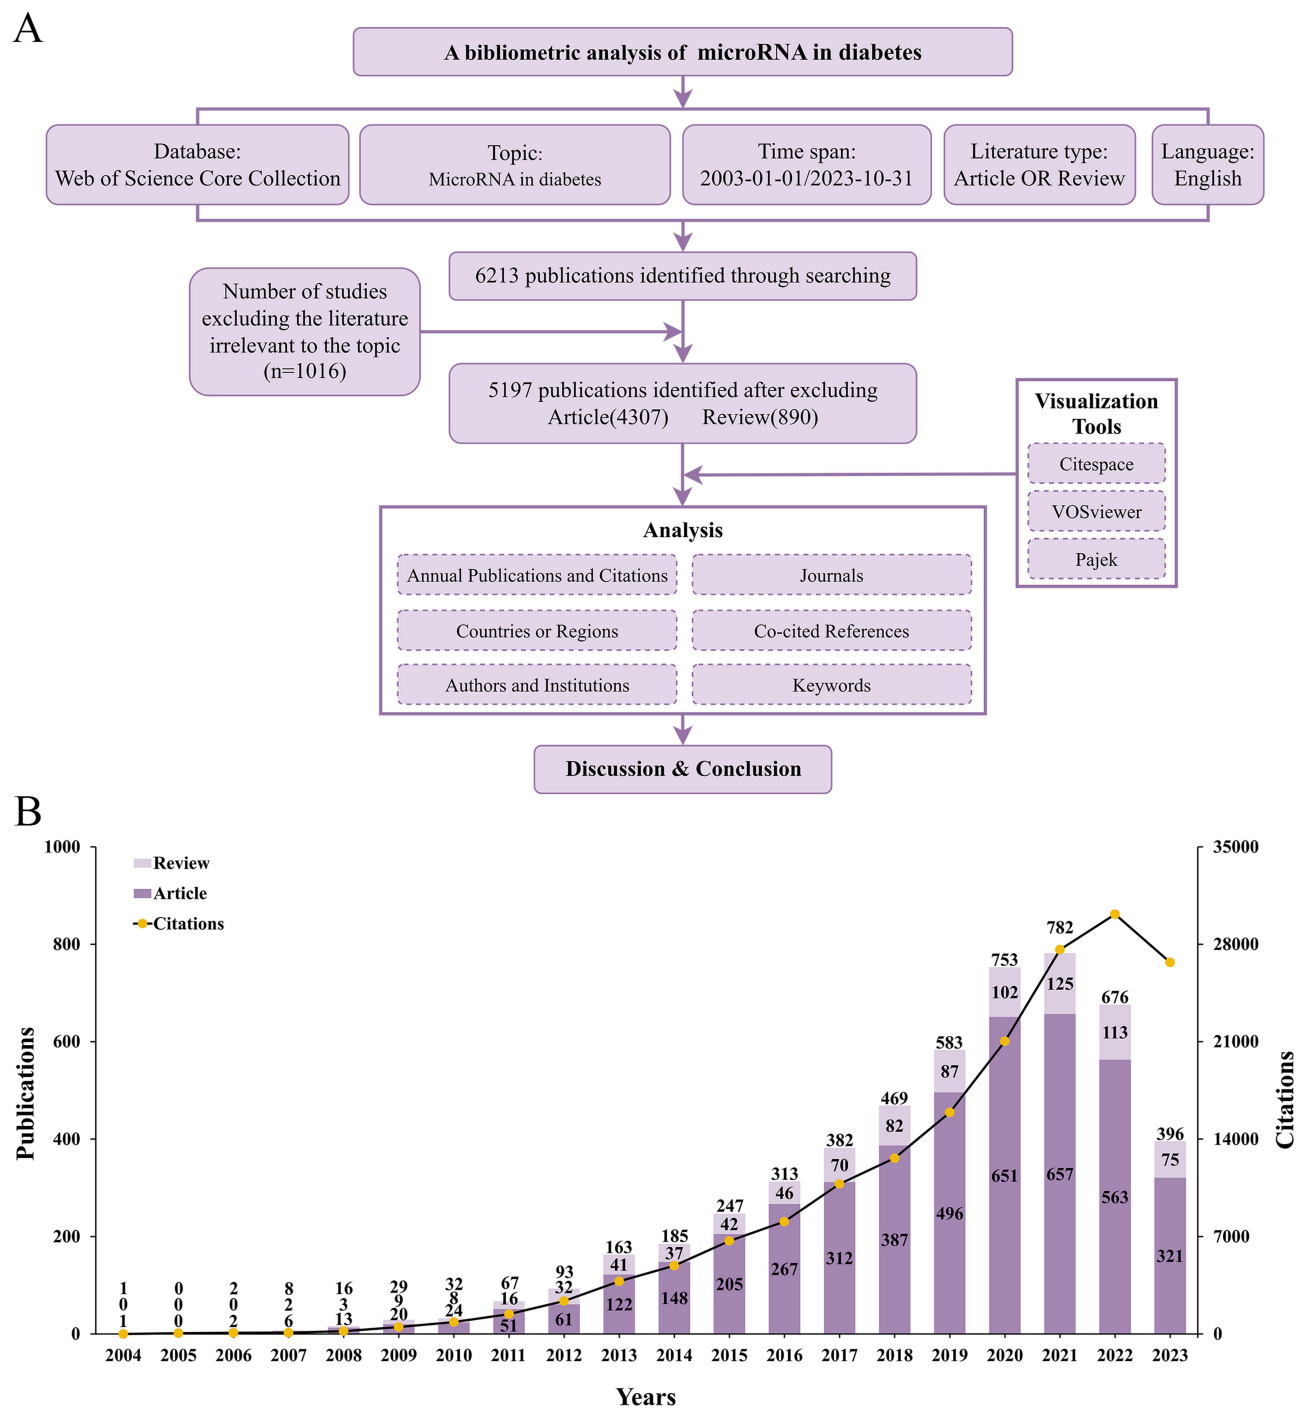 A
A bibliometric analysis of microRNA in diabetes
Database:
Web of Science Core Collection
Topic:
MicroRNA in diabetes
Time span:
2003-01-01/2023-10-31
Literature type:
Article OR Review
Language:
English
6213 publications identified through searching
Number of studies
excluding the literature
irrelevant to the topic
(n=1016)
5197 publications identified after excluding
Article(4307) Review(890)
Visualization
Tools
Citespace
VOSviewer
Pajek
Analysis
Annual Publications and Citations
Journals
Countries or Regions
Co-cited References
Authors and Institutions
Keywords
Discussion & Conclusion
B
Review
Article
Citations
Publications
1000
800
600
400
200
0
Citations
35000
28000
21000
14000
7000
0
1
0
1
0
0
0
2
0
2
8
2
6
16
3
13
29
9
20
32
8
24
67
16
51
93
32
61
163
41
122
185
37
148
247
42
205
313
46
267
382
70
312
469
82
387
583
87
496
753
102
651
782
125
657
676
113
563
396
75
321
2004 2005 2006 2007 2008 2009 2010 2011 2012 2013 2014 2015 2016 2017 2018 2019 2020 2021 2022 2023
Years